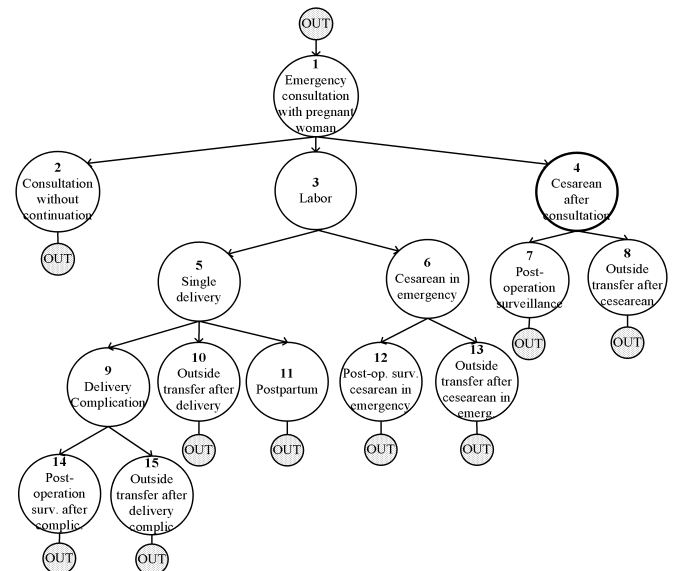 OUT
1
Emergency
consultation
with pregnant
woman
2
Consultation
without
continuation
OUT
3
Labor
4
Cesarean
after
consultation
5
Single
delivery
6
Cesarean in
emergency
7
Post-
operation
surveillance
OUT
8
Outside
transfer after
cesearean
OUT
9
Delivery
Complication
10
Outside
transfer after
delivery
OUT
11
Postpartum
OUT
12
Post-op. surv.
cesarean in
emergency
OUT
13
Outside
transfer after
cesearean in
emerg.
OUT
14
Post-
operation
surv. after
complic.
OUT
15
Outside
transfer after
delivery
complic.
OUT